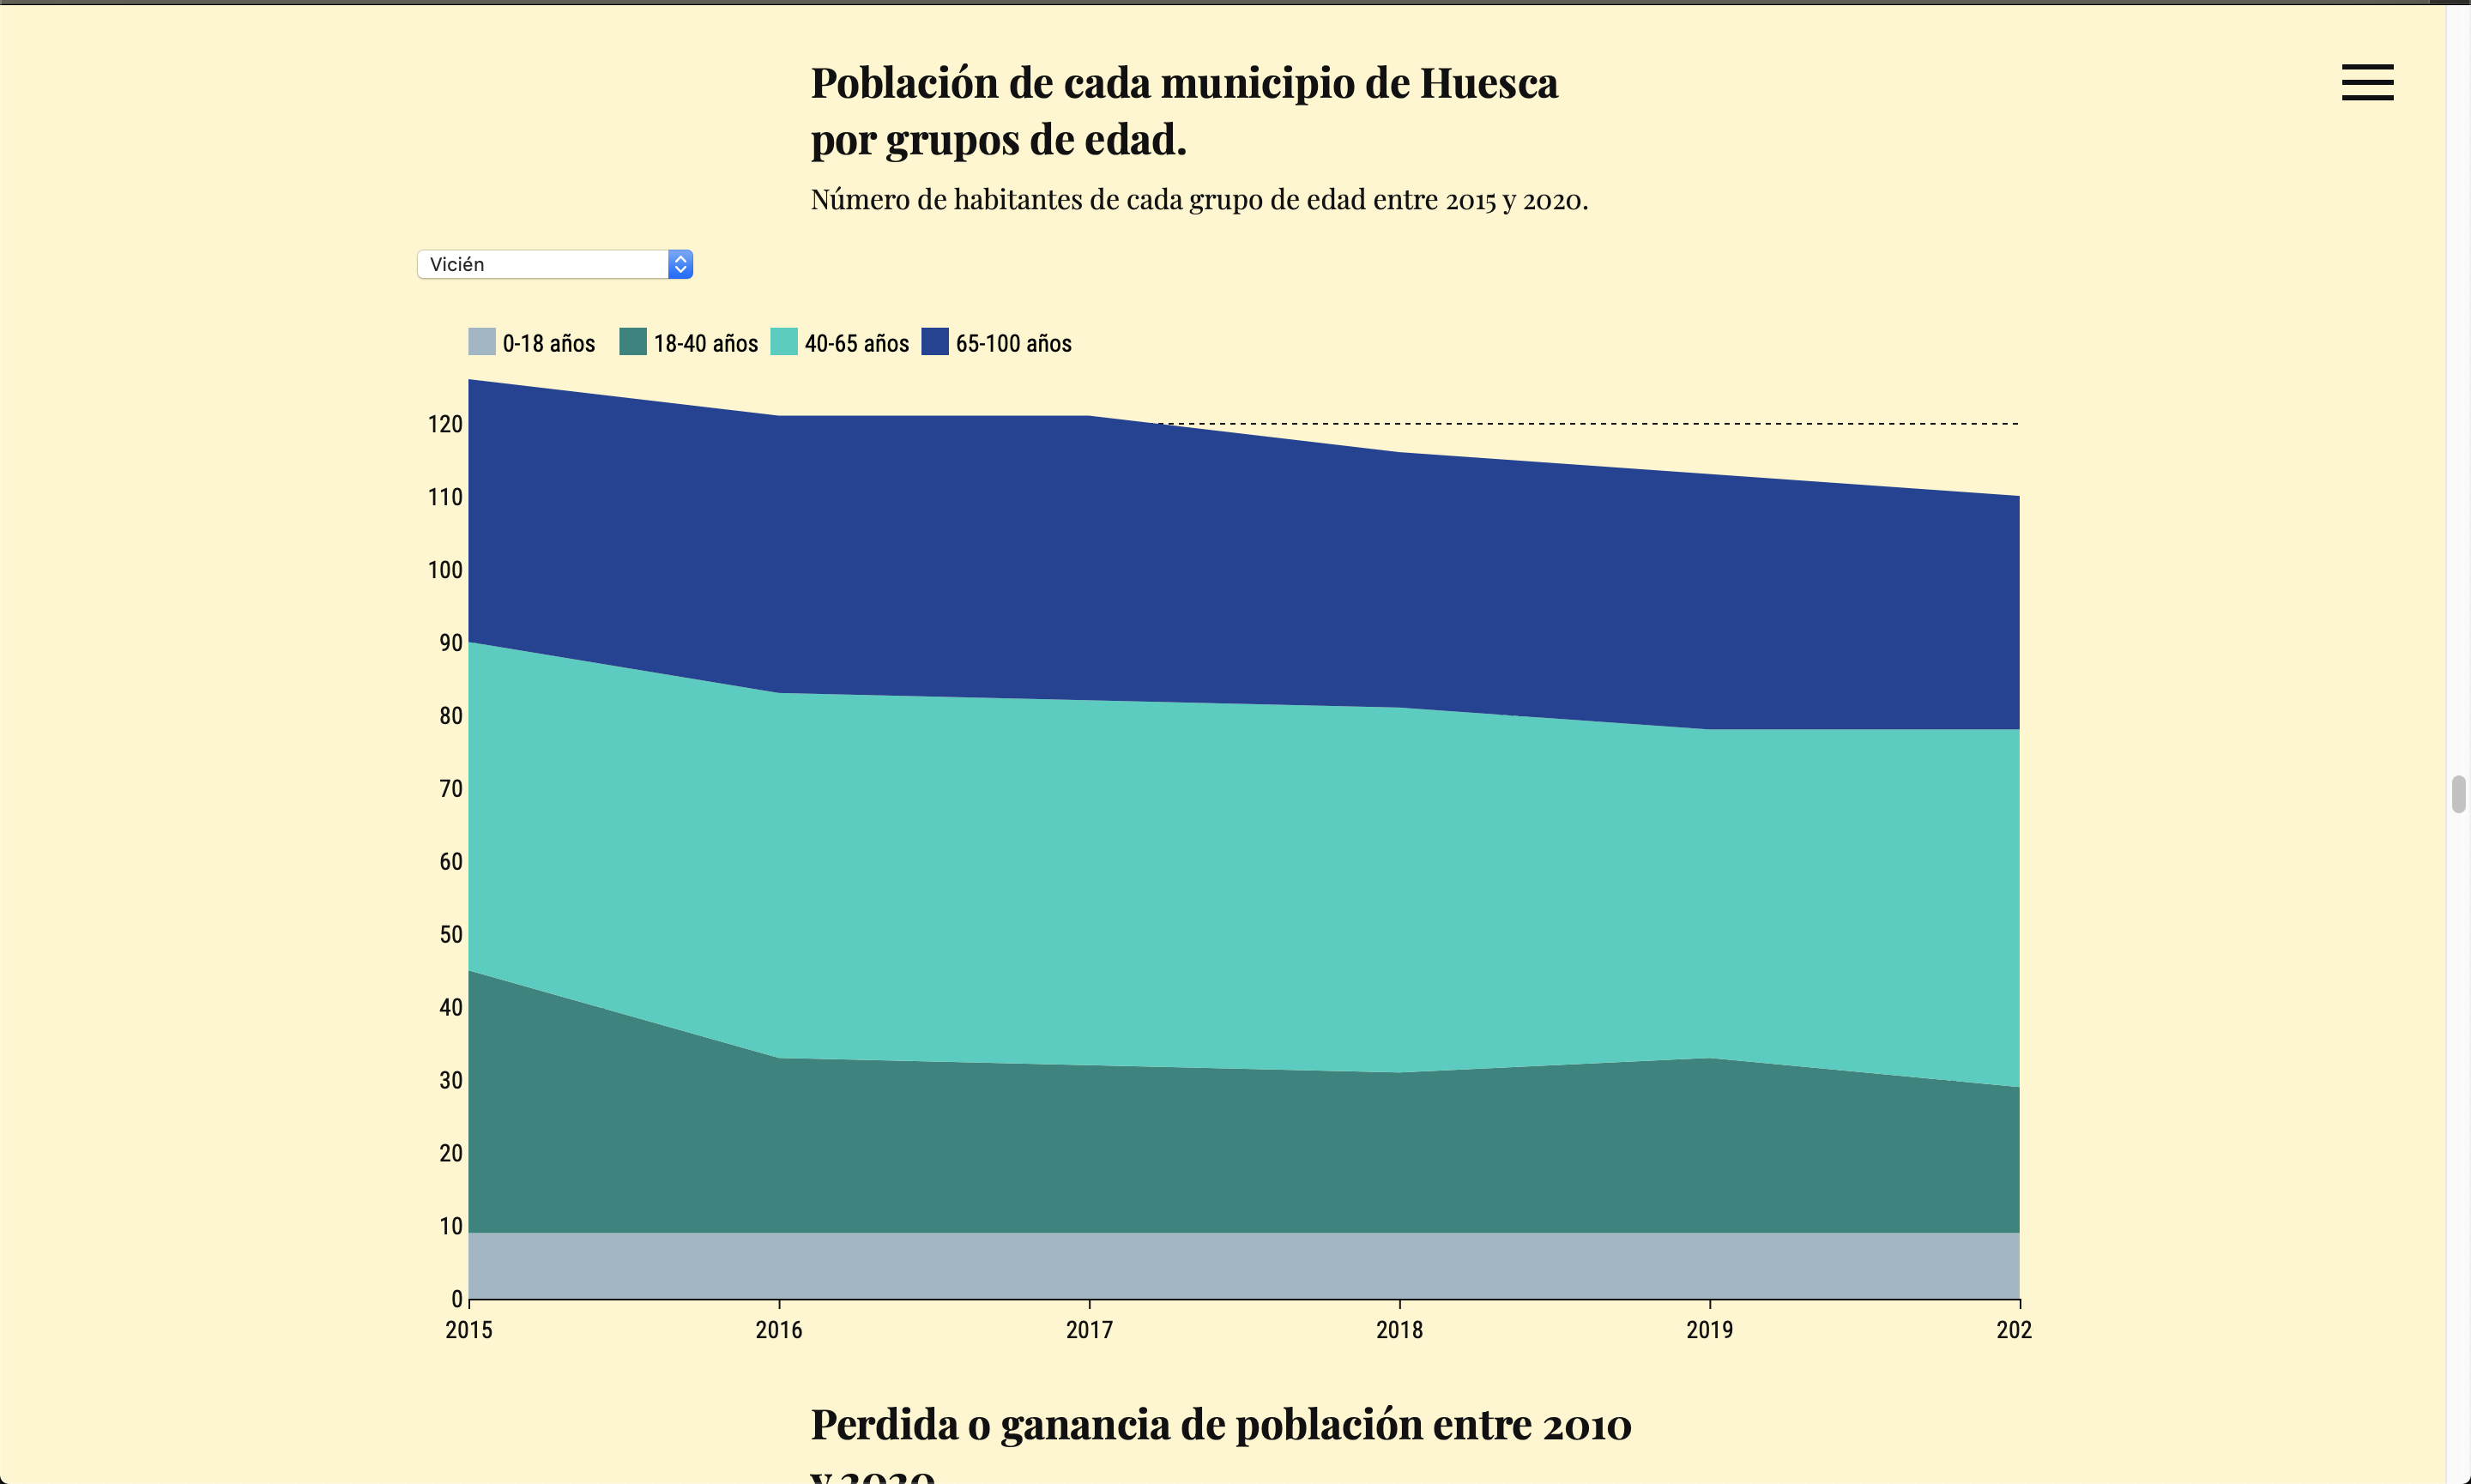 Población de cada municipio de Huesca
por grupos de edad.
Número de habitantes de cada grupo de edad entre 2015 y 2020.
Vicién
0-18 años 18-40 años 40-65 años 65-100 años
120
110
100
90
80
70
60
50
40
30
20
10
0
2015 2016 2017 2018 2019 202
Perdida o ganancia de población entre 2010
y 2020